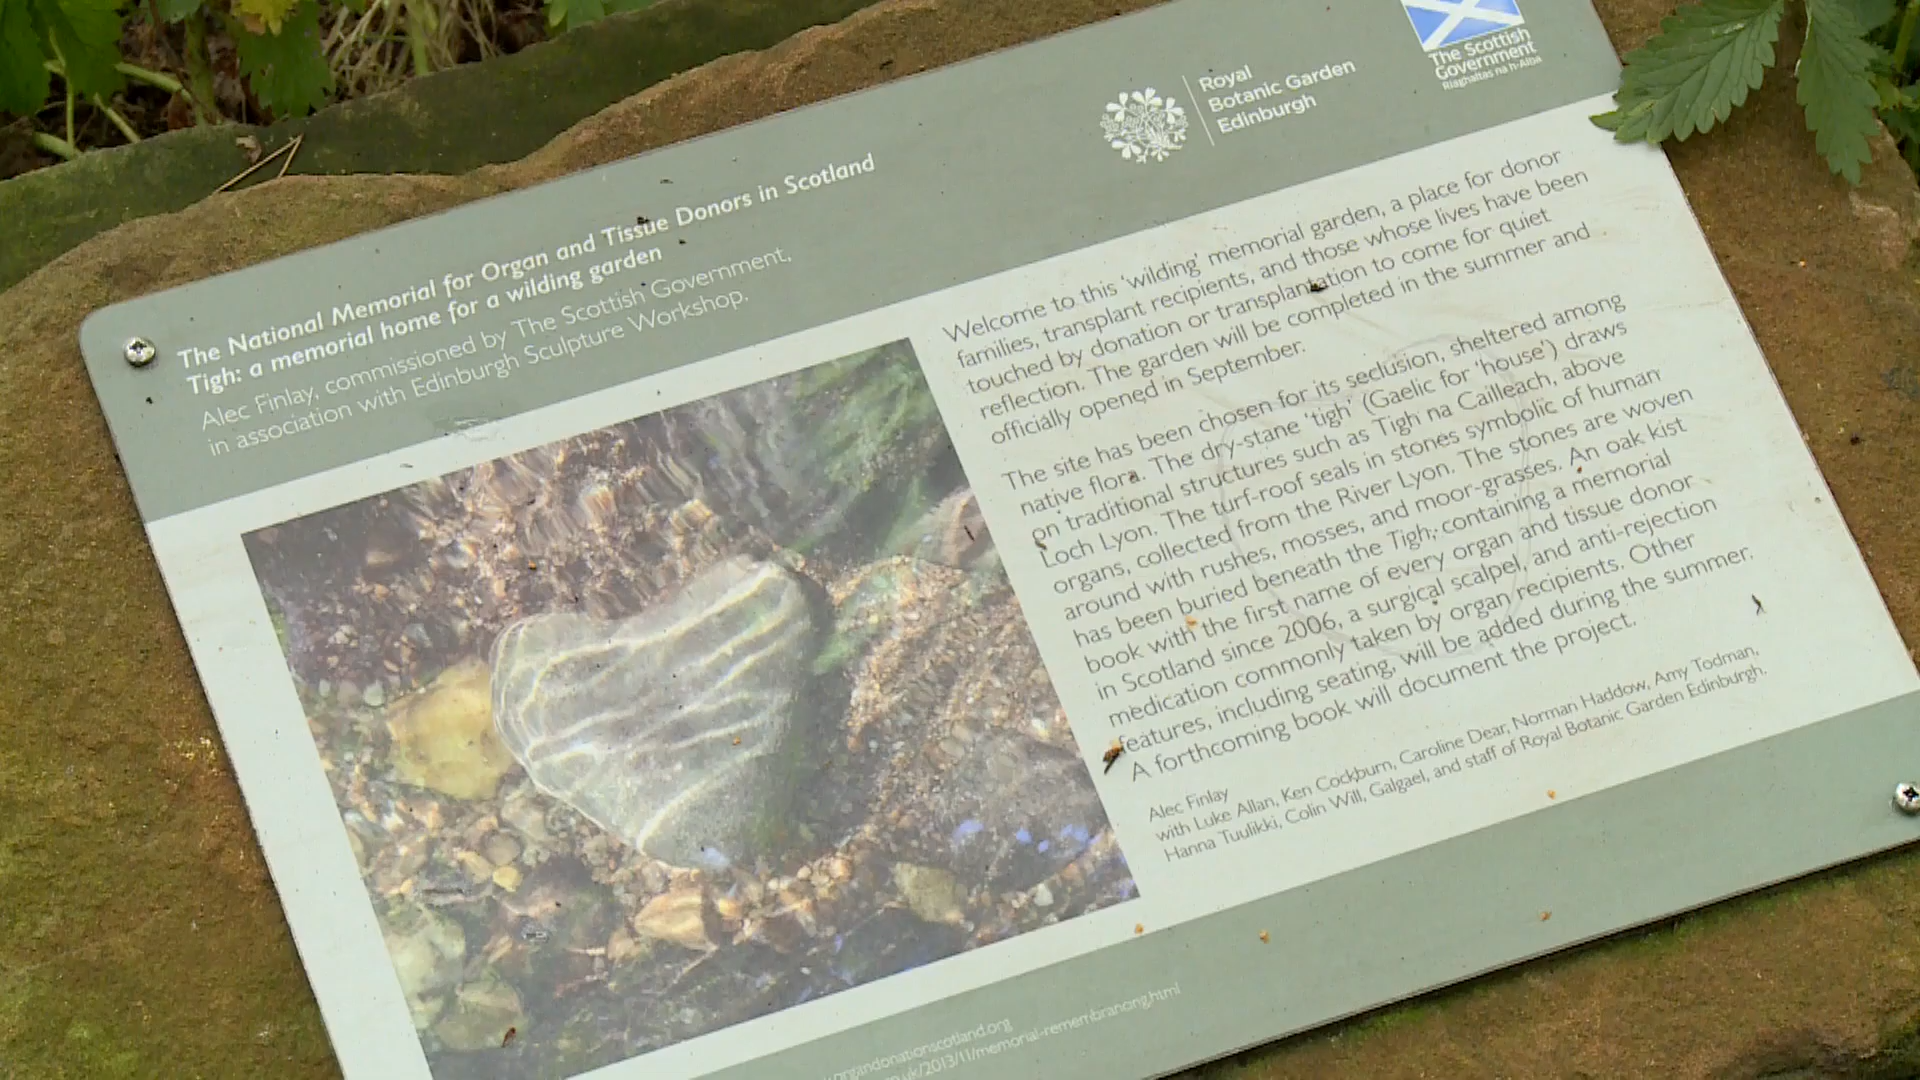 The National Memorial for Organ and Tissue Donors in Scotland
Tigh: a memorial home for a wilding garden
Alec Finlay, commissioned by The Scottish Government,
in association with Edinburgh Sculpture Workshop.
Royal
Botanic Garden
Edinburgh
The Scottish
Government
Riaghaltas na h-Alba
Welcome to this 'wilding' memorial garden, a place for donor
families, transplant recipients, and those whose lives have been
touched by donation or transplantation to come for quiet
reflection. The garden will be completed in the summer and
officially opened in September.
The site has been chosen for its seclusion, sheltered among
native flora. The dry-stane 'tigh' (Gaelic for 'house') draws
on traditional structures such as Tigh na Cailleach, above
Loch Lyon. The turf-roof seals in stones symbolic of human
organs, collected from the River Lyon. The stones are woven
around with rushes, mosses, and moor-grasses. An oak kist
has been buried beneath the Tigh, containing a memorial
book with the first name of every organ and tissue donor
in Scotland since 2006, a surgical scalpel, and anti-rejection
medication commonly taken by organ recipients. Other
features, including seating, will be added during the summer.
A forthcoming book will document the project.
Alec Finlay
with Luke Allan, Ken Cockburn, Caroline Dear, Norman Haddow, Amy Todman,
Hanna Tuulikki, Colin Will, Galgael, and staff of Royal Botanic Garden Edinburgh.
organdonationscotland.org
.uk/2013/11/memorial-remembranong.html